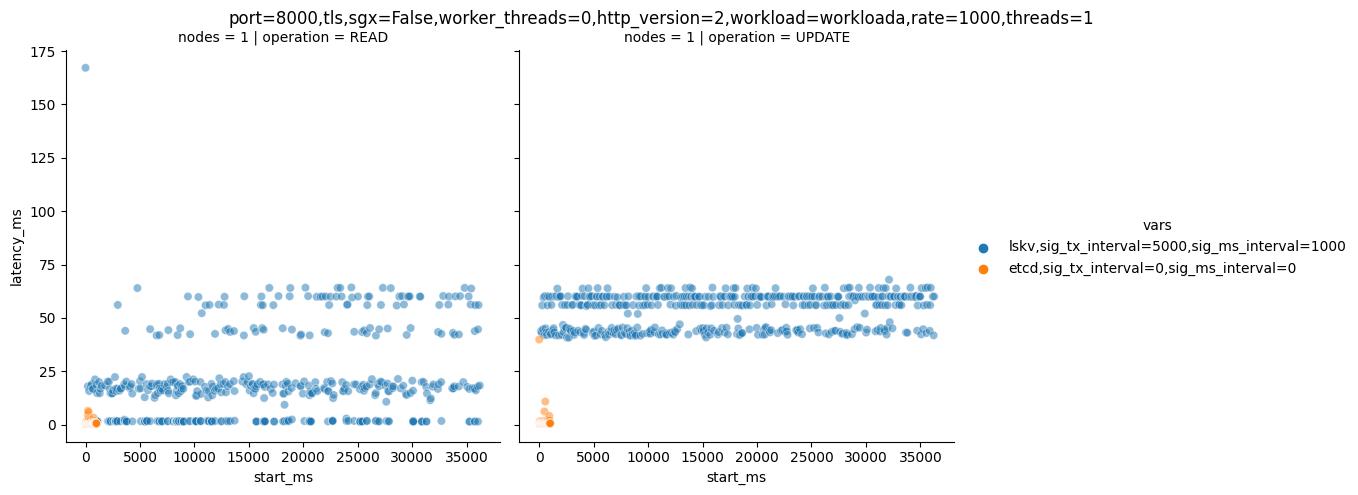 port=8000,tls,sgx=False,worker_threads=0,http_version=2,workload=workloada,rate=1000,threads=1
nodes = 1 | operation = READ
nodes = 1 | operation = UPDATE
175
150
125
100
75
50
25
0
latency_ms
0 5000 10000 15000 20000 25000 30000 35000
start_ms
0 5000 10000 15000 20000 25000 30000 35000
start_ms
vars
lskv,sig_tx_interval=5000,sig_ms_interval=1000
etcd,sig_tx_interval=0,sig_ms_interval=0